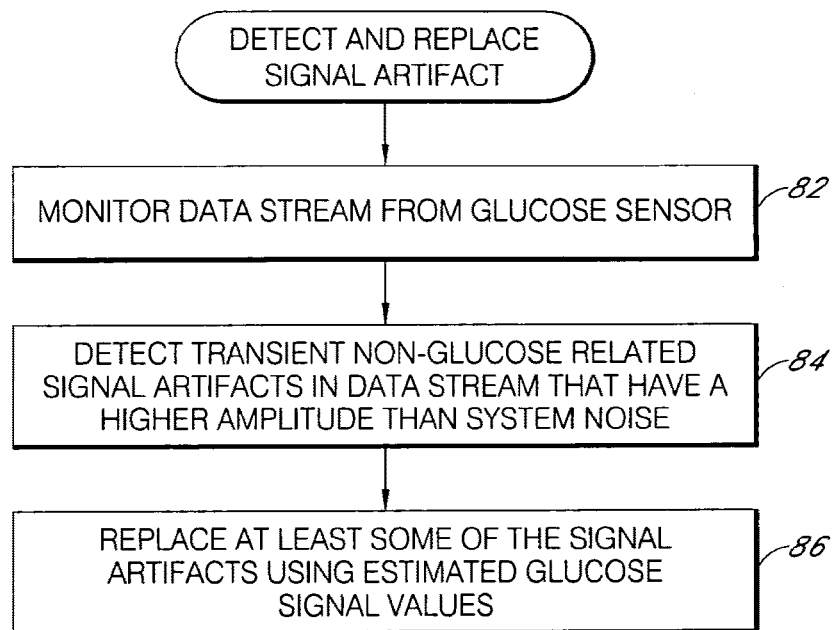 DETECT AND REPLACE
SIGNAL ARTIFACT
MONITOR DATA STREAM FROM GLUCOSE SENSOR
82
DETECT TRANSIENT NON-GLUCOSE RELATED
SIGNAL ARTIFACTS IN DATA STREAM THAT HAVE A
HIGHER AMPLITUDE THAN SYSTEM NOISE
84
REPLACE AT LEAST SOME OF THE SIGNAL
ARTIFACTS USING ESTIMATED GLUCOSE
SIGNAL VALUES
86